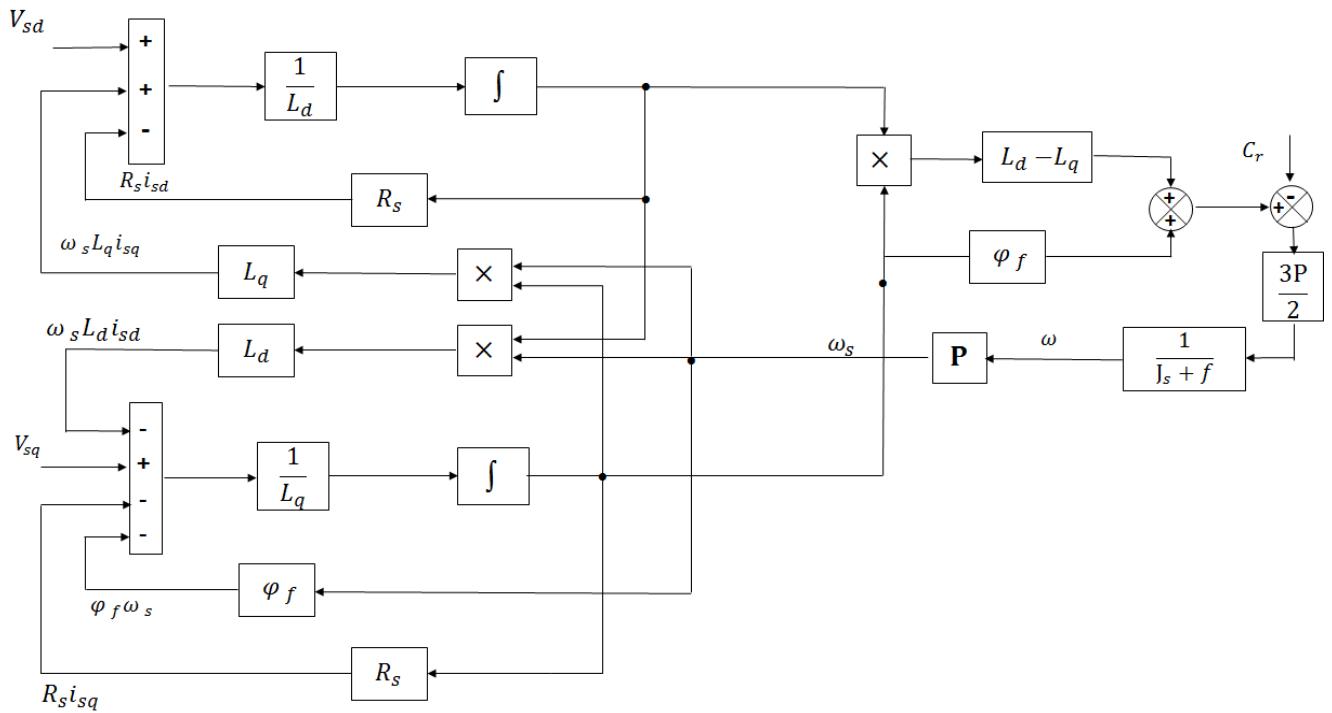 V_sd
+
+
-
1
L_d
∫
R_s i_sd
R_s
×
L_d − L_q
C_r
+
+
-
+
ω_s L_q i_sq
L_q
×
φ_f
3P
2
ω_s L_d i_sd
L_d
×
ω_s
P
ω
1
J_s + f
V_sq
-
+
-
-
1
L_q
∫
φ_f
φ_f ω_s
R_s
R_s i_sq